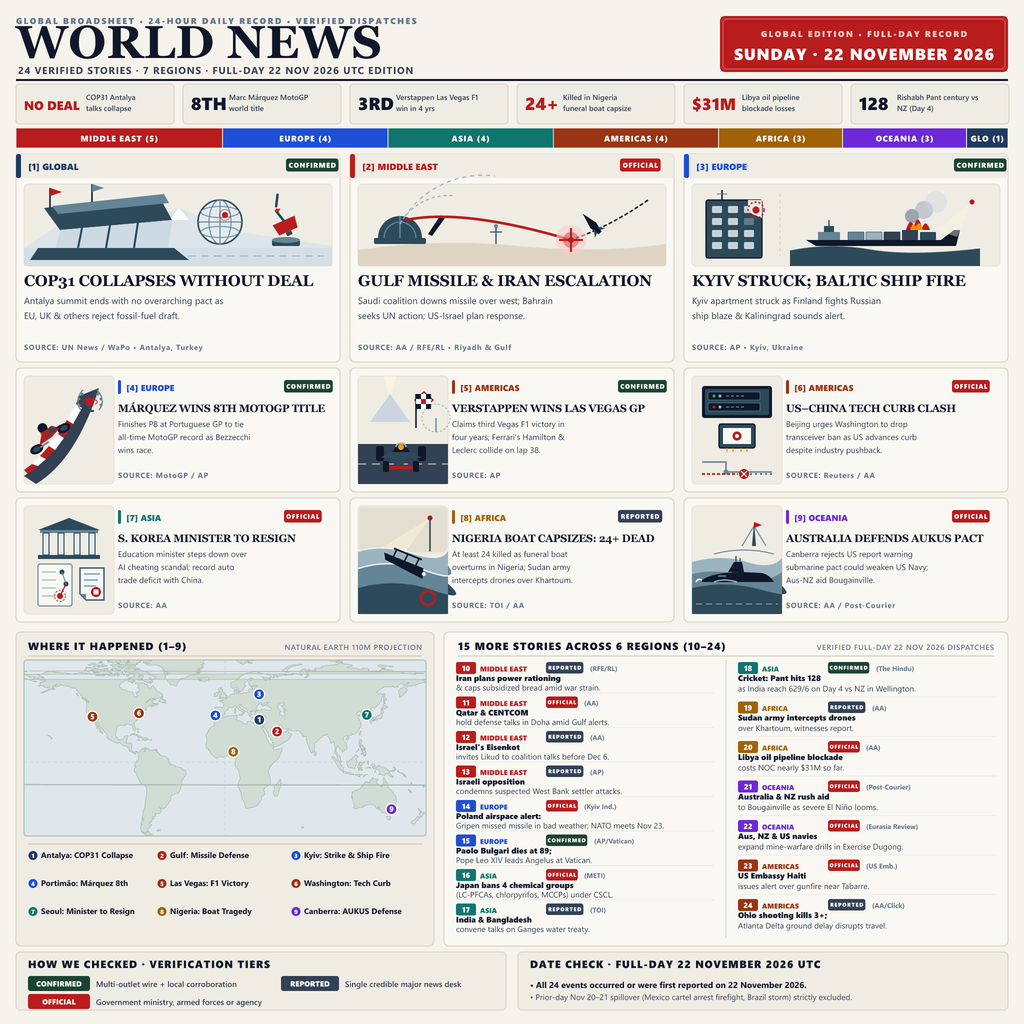 GLOBAL BROADSHEET • 24-HOUR DAILY RECORD • VERIFIED DISPATCHES
WORLD NEWS
24 VERIFIED STORIES · 7 REGIONS · FULL-DAY 22 NOV 2026 UTC EDITION
GLOBAL EDITION • FULL-DAY RECORD
SUNDAY · 22 NOVEMBER 2026
NO DEAL
COP31 Antalya
talks collapse
8TH
Marc Márquez MotoGP
world title
3RD
Verstappen Las Vegas F1
win in 4 yrs
24+
Killed in Nigeria
funeral boat capsize
$31M
Libya oil pipeline
blockade losses
128
Rishabh Pant century vs
NZ (Day 4)
MIDDLE EAST (5)
EUROPE (4)
ASIA (4)
AMERICAS (4)
AFRICA (3)
OCEANIA (3)
GLO (1)
[1] GLOBAL
CONFIRMED
COP31 COLLAPSES WITHOUT DEAL
Antalya summit ends with no overarching pact as
EU, UK & others reject fossil-fuel draft.
SOURCE: UN News / WaPo • Antalya, Turkey
[2] MIDDLE EAST
OFFICIAL
GULF MISSILE & IRAN ESCALATION
Saudi coalition downs missile over west; Bahrain
seeks UN action; US-Israel plan response.
SOURCE: AA / RFE/RL • Riyadh & Gulf
[3] EUROPE
CONFIRMED
KYIV STRUCK; BALTIC SHIP FIRE
Kyiv apartment struck as Finland fights Russian
ship blaze & Kaliningrad sounds alert.
SOURCE: AP • Kyiv, Ukraine
[4] EUROPE
CONFIRMED
MÁRQUEZ WINS 8TH MOTOGP TITLE
Finishes P8 at Portuguese GP to tie
all-time MotoGP record as Bezzecchi
wins race.
SOURCE: MotoGP / AP
[5] AMERICAS
CONFIRMED
VERSTAPPEN WINS LAS VEGAS GP
Claims third Vegas F1 victory in
four years; Ferrari's Hamilton &
Leclerc collide on lap 38.
SOURCE: AP
[6] AMERICAS
OFFICIAL
US–CHINA TECH CURB CLASH
Beijing urges Washington to drop
transceiver ban as US advances curb
despite industry pushback.
SOURCE: Reuters / AA
[7] ASIA
OFFICIAL
S. KOREA MINISTER TO RESIGN
Education minister steps down over
AI cheating scandal; record auto
trade deficit with China.
SOURCE: AA
[8] AFRICA
REPORTED
NIGERIA BOAT CAPSIZES: 24+ DEAD
At least 24 killed as funeral boat
overturns in Nigeria; Sudan army
intercepts drones over Khartoum.
SOURCE: TOI / AA
[9] OCEANIA
OFFICIAL
AUSTRALIA DEFENDS AUKUS PACT
Canberra rejects US report warning
submarine pact could weaken US Navy;
Aus-NZ aid Bougainville.
SOURCE: AA / Post-Courier
WHERE IT HAPPENED (1–9)
NATURAL EARTH 110M PROJECTION
3
5
6
4
1
7
2
8
9
1 Antalya: COP31 Collapse
2 Gulf: Missile Defense
3 Kyiv: Strike & Ship Fire
4 Portimão: Márquez 8th
5 Las Vegas: F1 Victory
6 Washington: Tech Curb
7 Seoul: Minister to Resign
8 Nigeria: Boat Tragedy
9 Canberra: AUKUS Defense
15 MORE STORIES ACROSS 6 REGIONS (10–24)
VERIFIED FULL-DAY 22 NOV 2026 DISPATCHES
10 MIDDLE EAST REPORTED (RFE/RL)
Iran plans power rationing
& caps subsidized bread amid war strain.
11 MIDDLE EAST OFFICIAL (AA)
Qatar & CENTCOM
hold defense talks in Doha amid Gulf alerts.
12 MIDDLE EAST REPORTED (AA)
Israel's Eisenkot
invites Likud to coalition talks before Dec 6.
13 MIDDLE EAST REPORTED (AP)
Israeli opposition
condemns suspected West Bank settler attacks.
14 EUROPE OFFICIAL (Kyiv Ind.)
Poland airspace alert:
Gripen missed missile in bad weather; NATO meets Nov 23.
15 EUROPE CONFIRMED (AP/Vatican)
Paolo Bulgari dies at 89;
Pope Leo XIV leads Angelus at Vatican.
16 ASIA OFFICIAL (METI)
Japan bans 4 chemical groups
(LC-PFCAs, chlorpyrifos, MCCPs) under CSCL.
17 ASIA REPORTED (TOI)
India & Bangladesh
convene talks on Ganges water treaty.
18 ASIA CONFIRMED (The Hindu)
Cricket: Pant hits 128
as India reach 629/6 on Day 4 vs NZ in Wellington.
19 AFRICA REPORTED (AA)
Sudan army intercepts drones
over Khartoum, witnesses report.
20 AFRICA OFFICIAL (AA)
Libya oil pipeline blockade
costs NOC nearly $31M so far.
21 OCEANIA OFFICIAL (Post-Courier)
Australia & NZ rush aid
to Bougainville as severe El Niño looms.
22 OCEANIA OFFICIAL (Eurasia Review)
Aus, NZ & US navies
expand mine-warfare drills in Exercise Dugong.
23 AMERICAS OFFICIAL (US Emb.)
US Embassy Haiti
issues alert over gunfire near Tabarre.
24 AMERICAS REPORTED (AA/Click)
Ohio shooting kills 3+;
Atlanta Delta ground delay disrupts travel.
HOW WE CHECKED · VERIFICATION TIERS
CONFIRMED Multi-outlet wire + local corroboration
REPORTED Single credible major news desk
OFFICIAL Government ministry, armed forces or agency
DATE CHECK · FULL-DAY 22 NOVEMBER 2026 UTC
• All 24 events occurred or were first reported on 22 November 2026.
• Prior-day Nov 20–21 spillover (Mexico cartel arrest firefight, Brazil storm) strictly excluded.